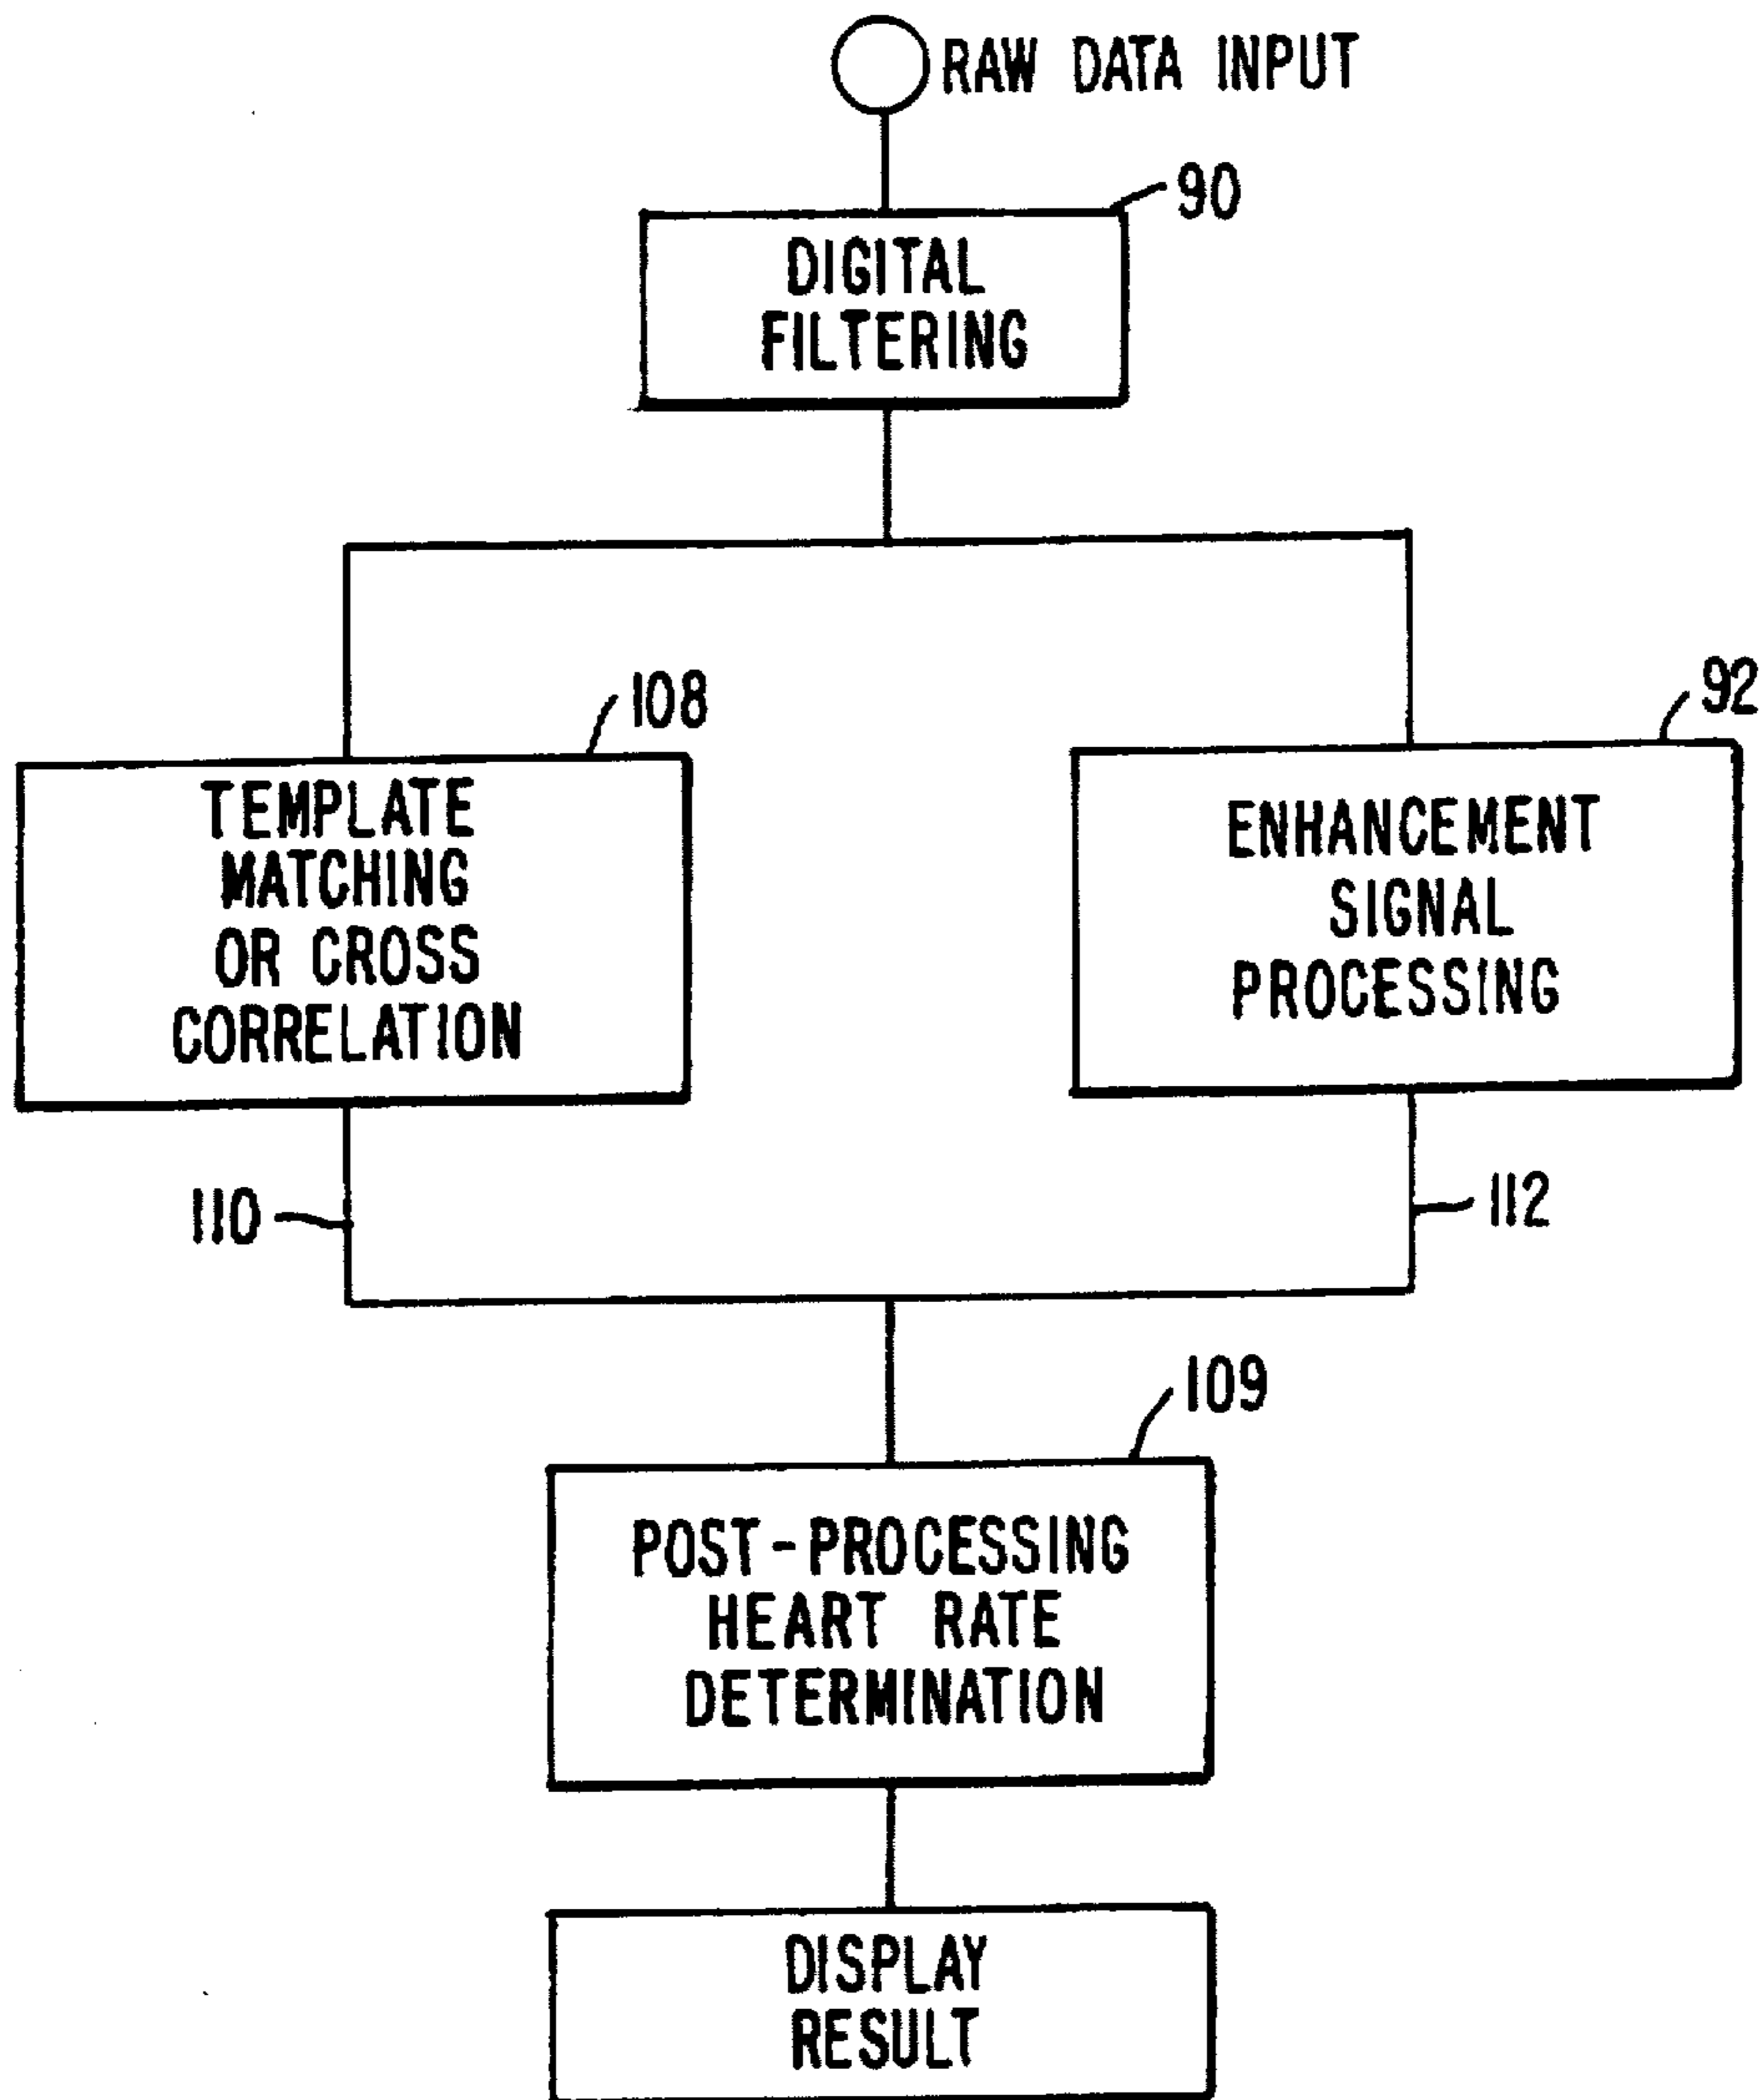 RAW DATA INPUT
90
DIGITAL
FILTERING
108
92
TEMPLATE
MATCHING
OR CROSS
CORRELATION
ENHANCEMENT
SIGNAL
PROCESSING
110
112
109
POST-PROCESSING
HEART RATE
DETERMINATION
DISPLAY
RESULT